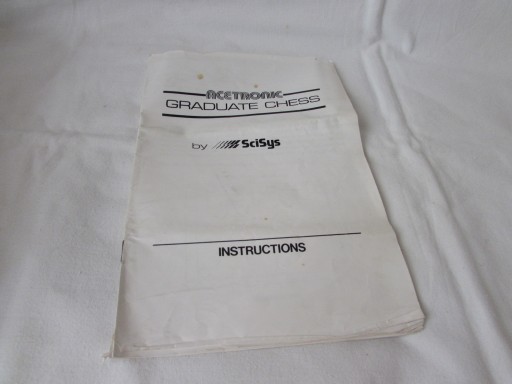 ACETRONIC
GRADUATE CHESS
by SciSys
INSTRUCTIONS